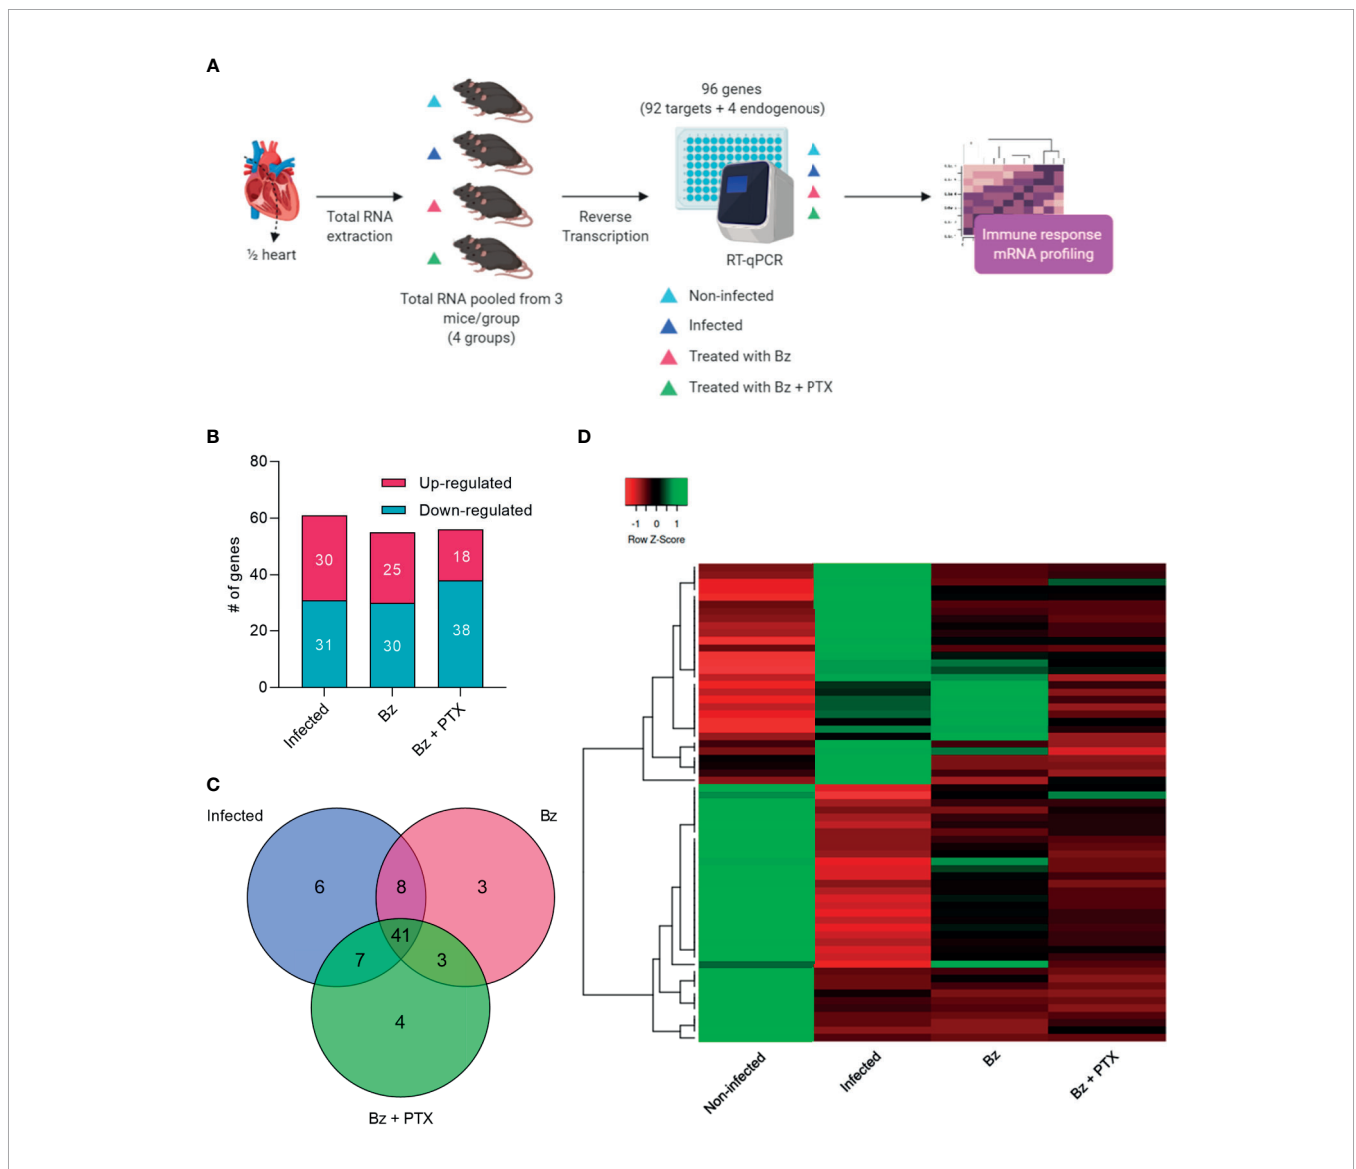 A
96 genes
(92 targets + 4 endogenous)
Total RNA
extraction
Reverse
Transcription
½ heart
RT-qPCR
Immune response
mRNA profiling
Total RNA pooled from 3
mice/group
(4 groups)
Non-infected
Infected
Treated with Bz
Treated with Bz + PTX
B
80
60
40
20
0
# of genes
Up-regulated
Down-regulated
30
25
18
31
30
38
Infected
Bz
Bz + PTX
C
Infected
Bz
6
8
3
41
7
3
4
Bz + PTX
D
-1 0 1
Row Z-Score
Non-infected
Infected
Bz
Bz + PTX